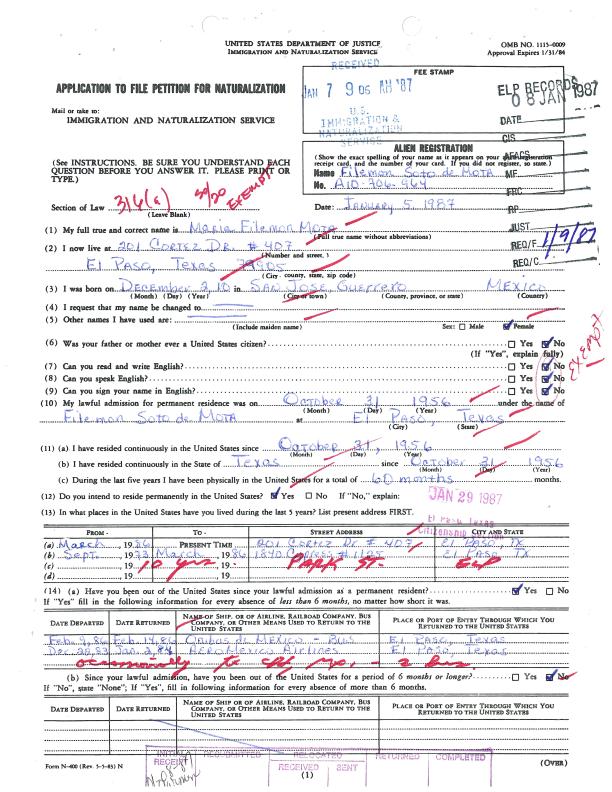 UNITED STATES DEPARTMENT OF JUSTICE
IMMIGRATION AND NATURALIZATION SERVICE
OMB NO. 1115-0009
Approval Expires 1/31/86
RECEIVED
FEE STAMP
JAN 7 9 06 AM '87
U.S.
IMMIGRATION &
NATURALIZATION
SERVICE
ELP RECORDS
08 JAN 1987
DATE
CIS
AFACS
MF
FRC
RP
JUST
REQ/F 1/9/87
REQ/C
APPLICATION TO FILE PETITION FOR NATURALIZATION
Mail or take to:
IMMIGRATION AND NATURALIZATION SERVICE
(See INSTRUCTIONS. BE SURE YOU UNDERSTAND EACH
QUESTION BEFORE YOU ANSWER IT. PLEASE PRINT OR
TYPE.)
ALIEN REGISTRATION
(Show the exact spelling of your name as it appears on your alien registration
receipt card, and the number of your card. If you did not register, so state.)
Name Filemon Soto de MOTA
No. A10-706-964
Section of Law 316(a) 50/20 EXEMPT
(Leave Blank)
Date: January 5, 1987
(1) My full true and correct name is Maria Filemon Mota
(Full true name without abbreviations)
(2) I now live at 201 CORTEZ DR. # 407
(Number and street, )
El Paso, Texas 79905
(City, county, state, zip code)
(3) I was born on December 2, 10 in SAN JOSE, Guerrero MEXICO
(Month) (Day) (Year) (City or town) (County, province, or state) (Country)
(4) I request that my name be changed to
(5) Other names I have used are: Sex: ☐ Male ☑ Female
(Include maiden name)
(6) Was your father or mother ever a United States citizen? ☐ Yes ☑ No
(If "Yes", explain fully)
(7) Can you read and write English? ☐ Yes ☑ No
(8) Can you speak English? ☐ Yes ☑ No
(9) Can you sign your name in English? ☐ Yes ☑ No
EXEMPT
(10) My lawful admission for permanent residence was on October 31 1956 under the name of
(Month) (Day) (Year)
Filemon Soto de MOTA at El Paso, Texas
(City) (State)
(11) (a) I have resided continuously in the United States since October 31, 1956
(Month) (Day) (Year)
(b) I have resided continuously in the State of Texas since October 31 1956
(Month) (Day) (Year)
(c) During the last five years I have been physically in the United States for a total of 60 months months.
(12) Do you intend to reside permanently in the United States? ☑ Yes ☐ No If "No," explain:
JAN 29 1987
(13) In what places in the United States have you lived during the last 5 years? List present address FIRST.
El Paso Texas
Citizenship
FROM - TO - STREET ADDRESS CITY AND STATE
(a) March, 1986 PRESENT TIME 201 Cortez Dr # 407 El Paso, TX
(b) Sept., 1973 March, 1986 El Paso, TX
(c) 10 yrs, 19 PARK ST. ELP
(d) , 19 , 19
(14) (a) Have you been out of the United States since your lawful admission as a permanent resident? ☑ Yes ☐ No
If "Yes" fill in the following information for every absence of less than 6 months, no matter how short it was.
DATE DEPARTED DATE RETURNED NAME OF SHIP, OR OF AIRLINE, RAILROAD COMPANY, BUS COMPANY, OR OTHER MEANS USED TO RETURN TO THE UNITED STATES PLACE OR PORT OF ENTRY THROUGH WHICH YOU RETURNED TO THE UNITED STATES
Feb. 7, 86 Feb. 14, 86 Omnibus de Mexico - Bus El Paso, Texas
Dec. 22, 83 Jan. 2, 84 AeroMexico Airlines El Paso, Texas
occasionally to
(b) Since your lawful admission, have you been out of the United States for a period of 6 months or longer? ☐ Yes ☑ No
If "No", state "None"; If "Yes", fill in following information for every absence of more than 6 months.
DATE DEPARTED DATE RETURNED NAME OF SHIP, OR OF AIRLINE, RAILROAD COMPANY, BUS COMPANY, OR OTHER MEANS USED TO RETURN TO THE UNITED STATES PLACE OR PORT OF ENTRY THROUGH WHICH YOU RETURNED TO THE UNITED STATES
INITIAL RECEIPT RESUBMITTED RELOCATED RETURNED COMPLETED
RECEIVED SENT
Form N-400 (Rev. 5-5-83) N
(1)
(OVER)